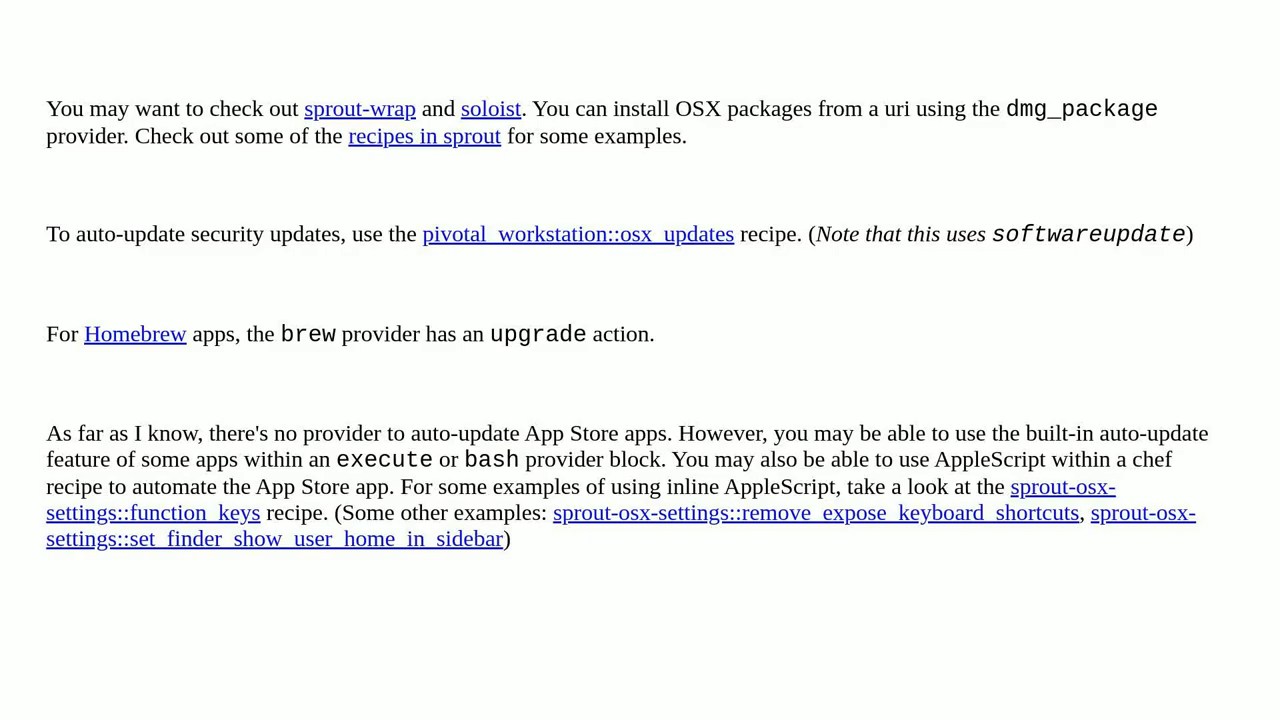 You may want to check out sprout-wrap and soloist. You can install OSX packages from a uri using the dmg_package
provider. Check out some of the recipes in sprout for some examples.
To auto-update security updates, use the pivotal_workstation::osx_updates recipe. (Note that this uses softwareupdate)
For Homebrew apps, the brew provider has an upgrade action.
As far as I know, there's no provider to auto-update App Store apps. However, you may be able to use the built-in auto-update
feature of some apps within an execute or bash provider block. You may also be able to use AppleScript within a chef
recipe to automate the App Store app. For some examples of using inline AppleScript, take a look at the sprout-osx-
settings::function_keys recipe. (Some other examples: sprout-osx-settings::remove_expose_keyboard_shortcuts, sprout-osx-
settings::set_finder_show_user_home_in_sidebar)